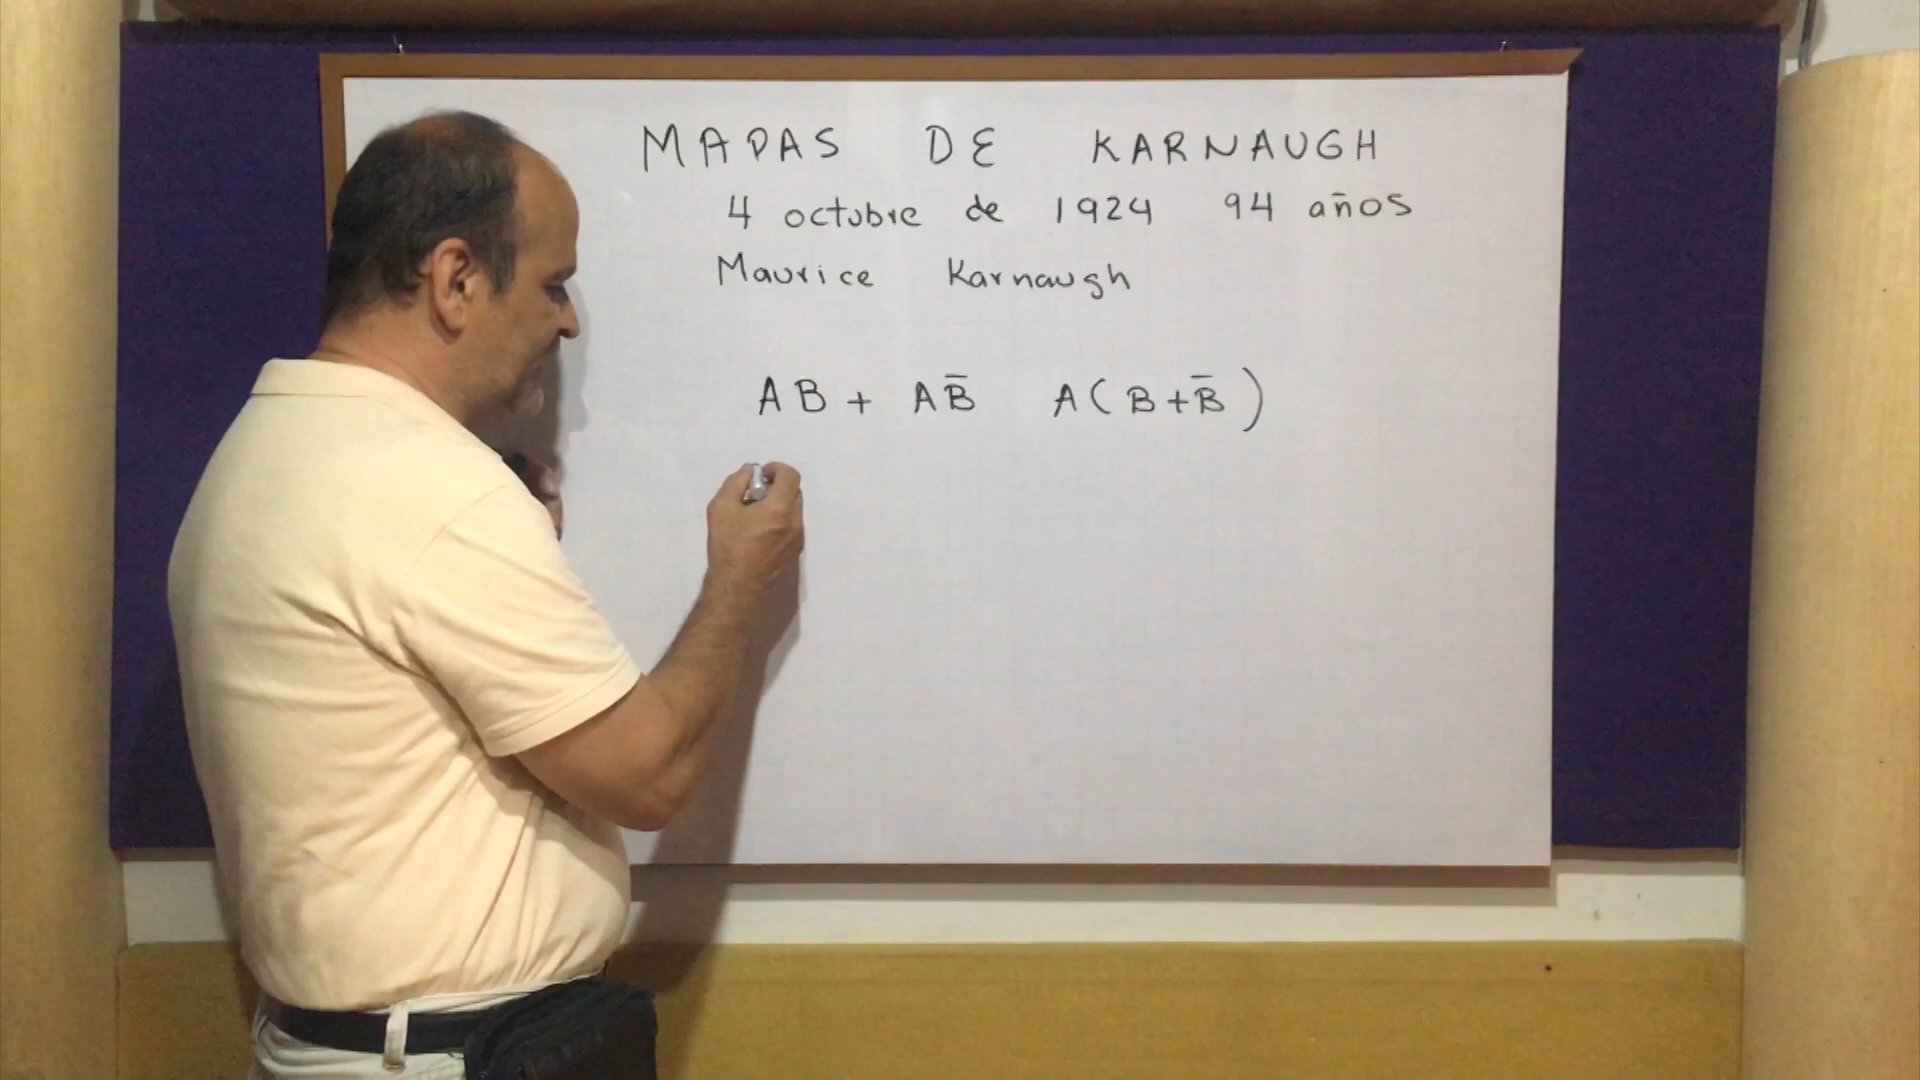 MAPAS DE KARNAUGH
4 octubre de 1924 94 años
Maurice Karnaugh
AB + AB̅ A(B+B̅)